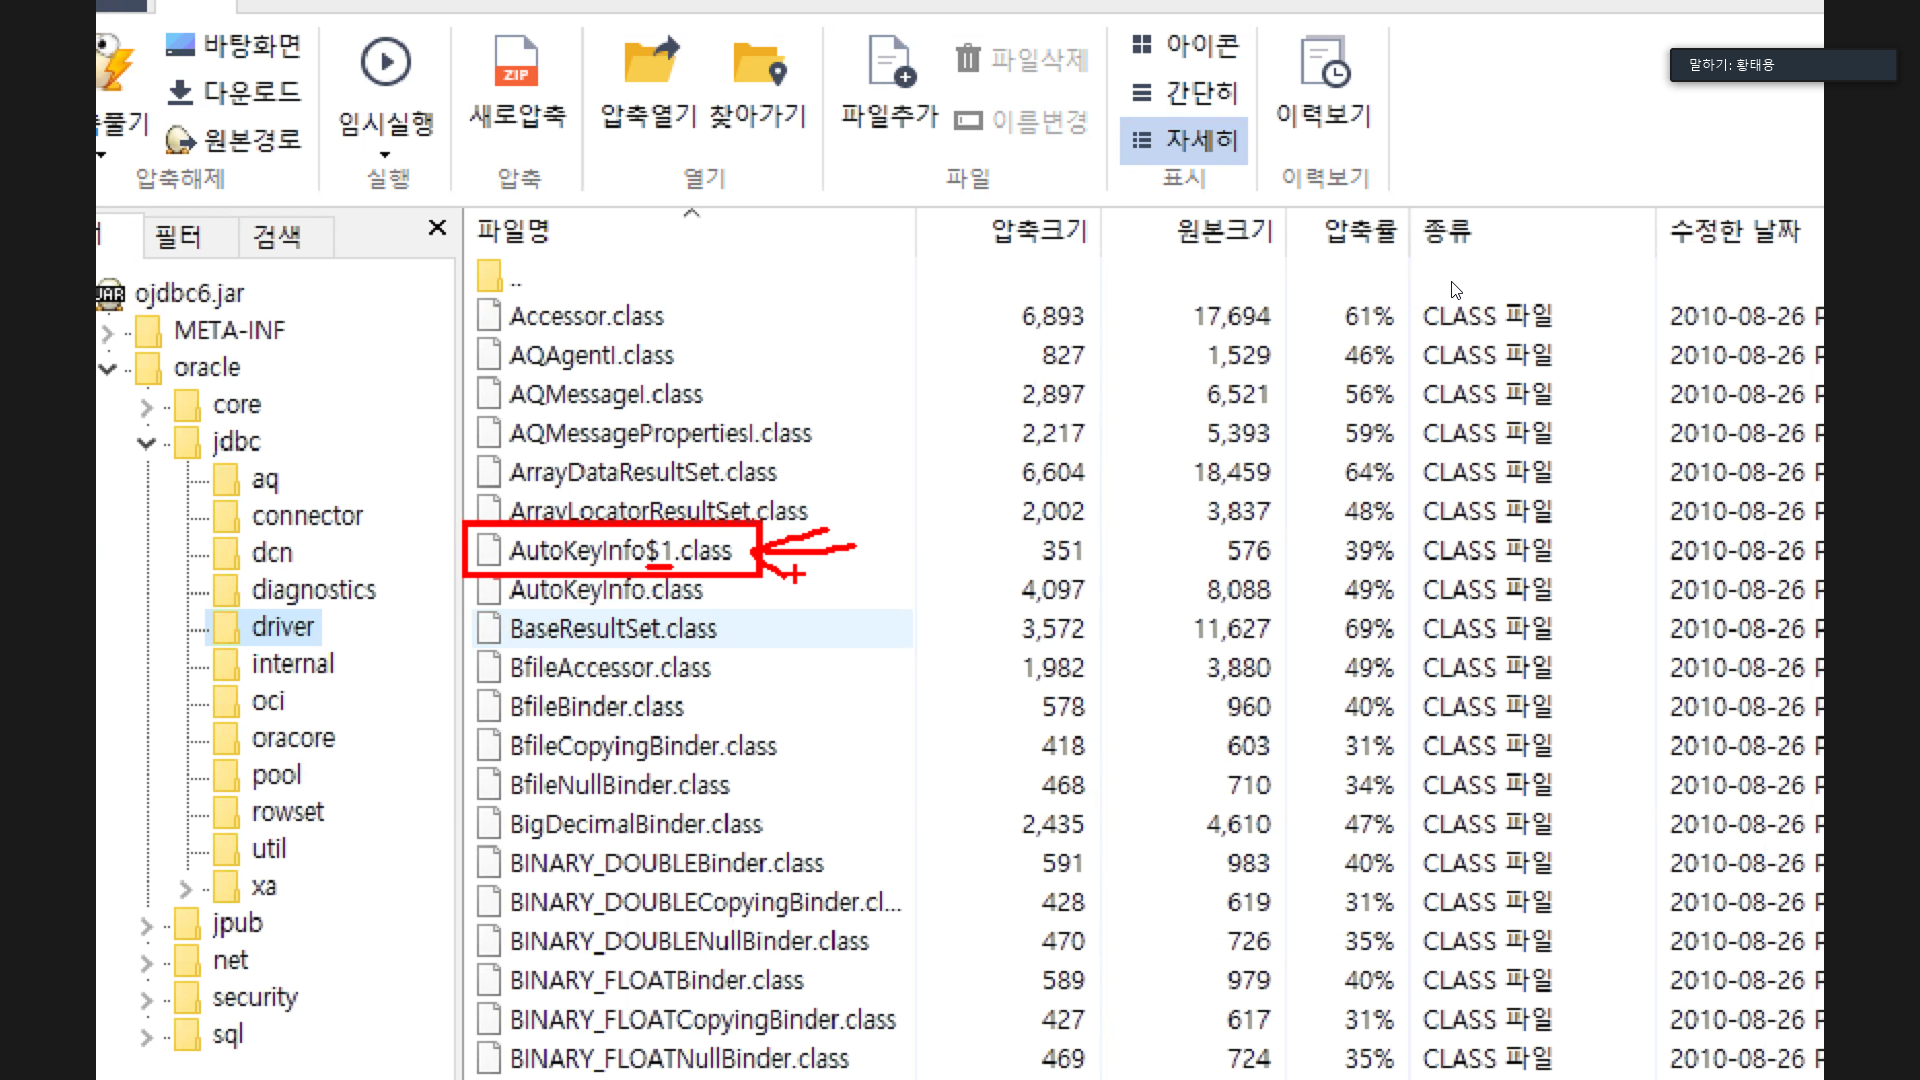 바탕화면
다운로드
원본경로
압축해제
임시실행
실행
ZIP
새로압축
압축
압축열기
찾아가기
열기
파일추가
파일삭제
이름변경
파일
아이콘
간단히
자세히
표시
이력보기
이력보기
말하기: 황태웅
필터
검색
JAR
ojdbc6.jar
META-INF
oracle
core
jdbc
aq
connector
dcn
diagnostics
driver
internal
oci
oracore
pool
rowset
util
xa
jpub
net
security
sql
파일명 압축크기 원본크기 압축률 종류 수정한 날짜
..
Accessor.class 6,893 17,694 61% CLASS 파일 2010-08-26
AQAgentI.class 827 1,529 46% CLASS 파일 2010-08-26
AQMessageI.class 2,897 6,521 56% CLASS 파일 2010-08-26
AQMessagePropertiesI.class 2,217 5,393 59% CLASS 파일 2010-08-26
ArrayDataResultSet.class 6,604 18,459 64% CLASS 파일 2010-08-26
ArrayLocatorResultSet.class 2,002 3,837 48% CLASS 파일 2010-08-26
AutoKeyInfo$1.class 351 576 39% CLASS 파일 2010-08-26
AutoKeyInfo.class 4,097 8,088 49% CLASS 파일 2010-08-26
BaseResultSet.class 3,572 11,627 69% CLASS 파일 2010-08-26
BfileAccessor.class 1,982 3,880 49% CLASS 파일 2010-08-26
BfileBinder.class 578 960 40% CLASS 파일 2010-08-26
BfileCopyingBinder.class 418 603 31% CLASS 파일 2010-08-26
BfileNullBinder.class 468 710 34% CLASS 파일 2010-08-26
BigDecimalBinder.class 2,435 4,610 47% CLASS 파일 2010-08-26
BINARY_DOUBLEBinder.class 591 983 40% CLASS 파일 2010-08-26
BINARY_DOUBLECopyingBinder.cl... 428 619 31% CLASS 파일 2010-08-26
BINARY_DOUBLENullBinder.class 470 726 35% CLASS 파일 2010-08-26
BINARY_FLOATBinder.class 589 979 40% CLASS 파일 2010-08-26
BINARY_FLOATCopyingBinder.class 427 617 31% CLASS 파일 2010-08-26
BINARY_FLOATNullBinder.class 469 724 35% CLASS 파일 2010-08-26